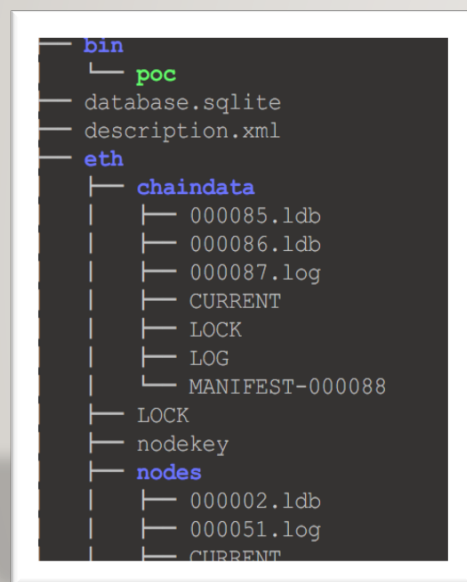 bin
poc
database.sqlite
description.xml
eth
chaindata
000085.ldb
000086.ldb
000087.log
CURRENT
LOCK
LOG
MANIFEST-000088
LOCK
nodekey
nodes
000002.ldb
000051.log
CURRENT